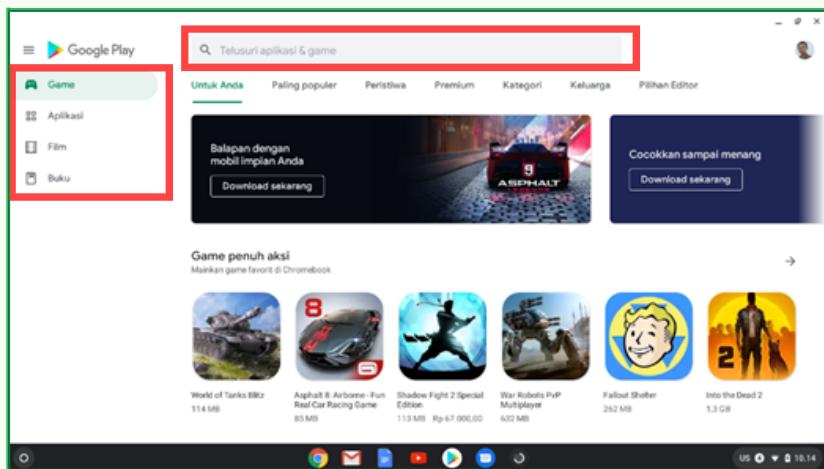 Google Play
Telusuri aplikasi & game
Game
Aplikasi
Film
Buku
Untuk Anda Paling populer Peristiwa Premium Kategori Keluarga Pilihan Editor
Balapan dengan
mobil impian Anda
Download sekarang
9
ASPHALT
Cocokkan sampai menang
Download sekarang
Game penuh aksi
Mainkan game favorit di Chromebook
8
2
World of Tanks Blitz
114 MB
Asphalt 8: Airborne - Fun
Real Car Racing Game
85 MB
Shadow Fight 2 Special
Edition
113 MB Rp 67.000,00
War Robots PvP
Multiplayer
632 MB
Fallout Shelter
262 MB
Into the Dead 2
1,3 GB
US 10.14